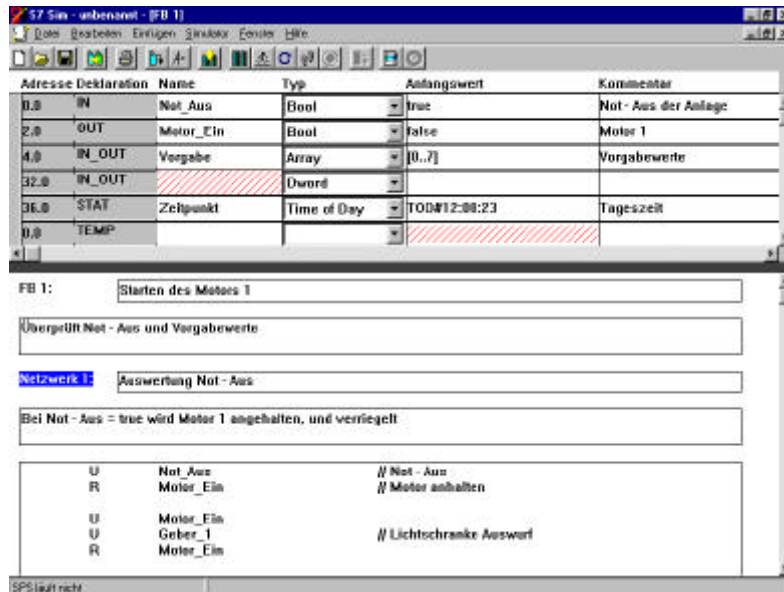 S7 Sim - unbenannt - [FB 1]
Datei Bearbeiten Einfügen Simulator Fenster Hilfe
Adresse Deklaration Name Typ Anfangswert Kommentar
0.0 IN Not_Aus Bool true Not - Aus der Anlage
2.0 OUT Motor_Ein Bool false Motor 1
4.0 IN_OUT Vorgabe Array [0..7] Vorgabewerte
32.0 IN_OUT Dword
36.0 STAT Zeitpunkt Time of Day TOD#12:08:23 Tageszeit
0.0 TEMP
FB 1: Starten des Motors 1
Überprüft Not - Aus und Vorgabewerte
Netzwerk 1: Auswertung Not - Aus
Bei Not - Aus = true wird Motor 1 angehalten, und verriegelt
U Not_Aus // Not - Aus
R Motor_Ein // Motor anhalten
U Motor_Ein
U Geber_1 // Lichtschranke Auswurf
R Motor_Ein
SPS läuft nicht